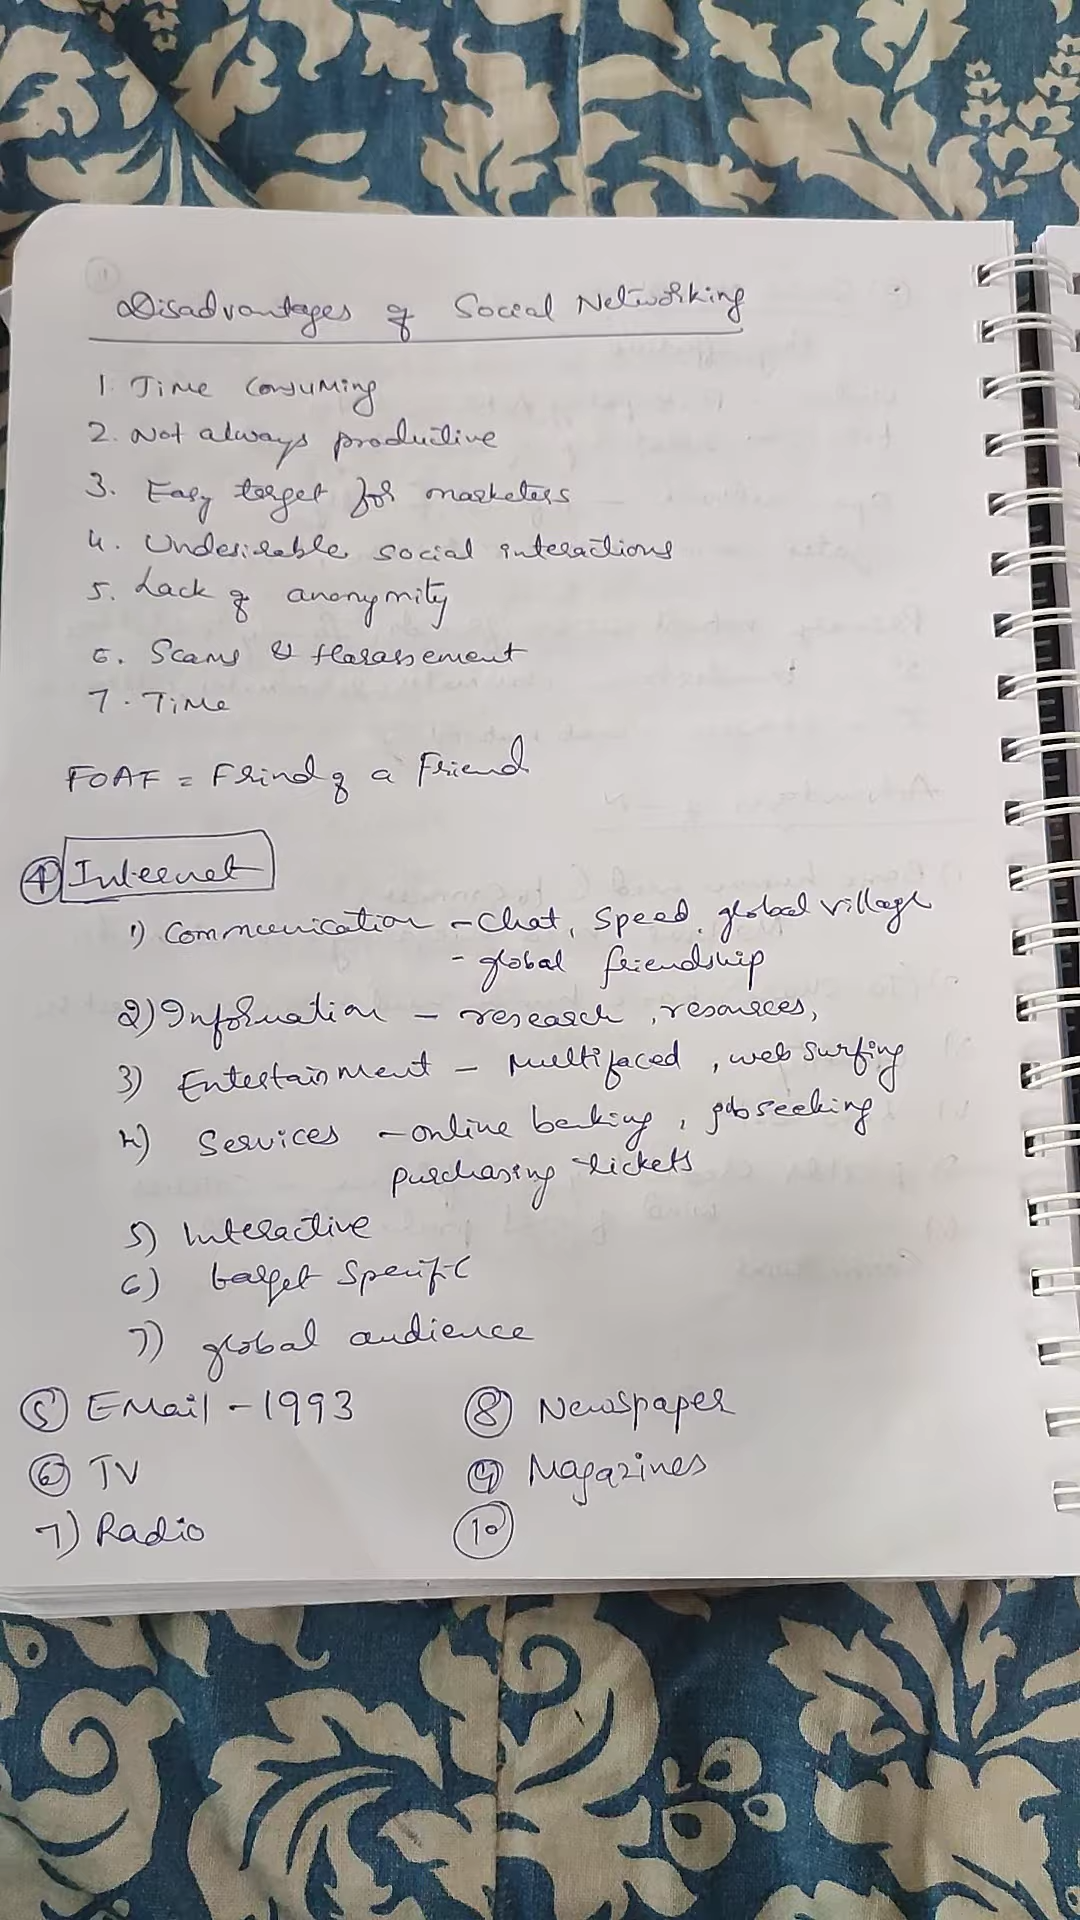 Disadvantages of Social Networking
1. Time Consuming
2. Not always productive
3. Easy target for marketers
4. Undesirable social interactions
5. Lack of anonymity
6. Scams & Harassement
7. Time
FOAF = Frind of a Friend
④ Internet
1) Communication - Chat, Speed, global village
- global friendship
2) Information - research, resources,
3) Entertainment - Multifaced, web surfing
4) Services - online banking, job seeking
purchasing tickets
5) Interactive
6) target Specific
7) global audience
⑤ EMail - 1993
⑥ TV
7) Radio
⑧ Newspaper
⑨ Magazines
⑩